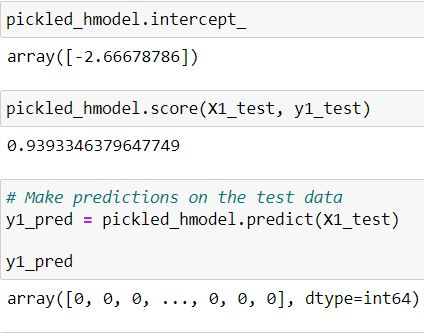 pickled_hmodel.intercept_
array([-2.66678786])
pickled_hmodel.score(X1_test, y1_test)
0.9393346379647749
# Make predictions on the test data
y1_pred = pickled_hmodel.predict(X1_test)
y1_pred
array([0, 0, 0, ..., 0, 0, 0], dtype=int64)